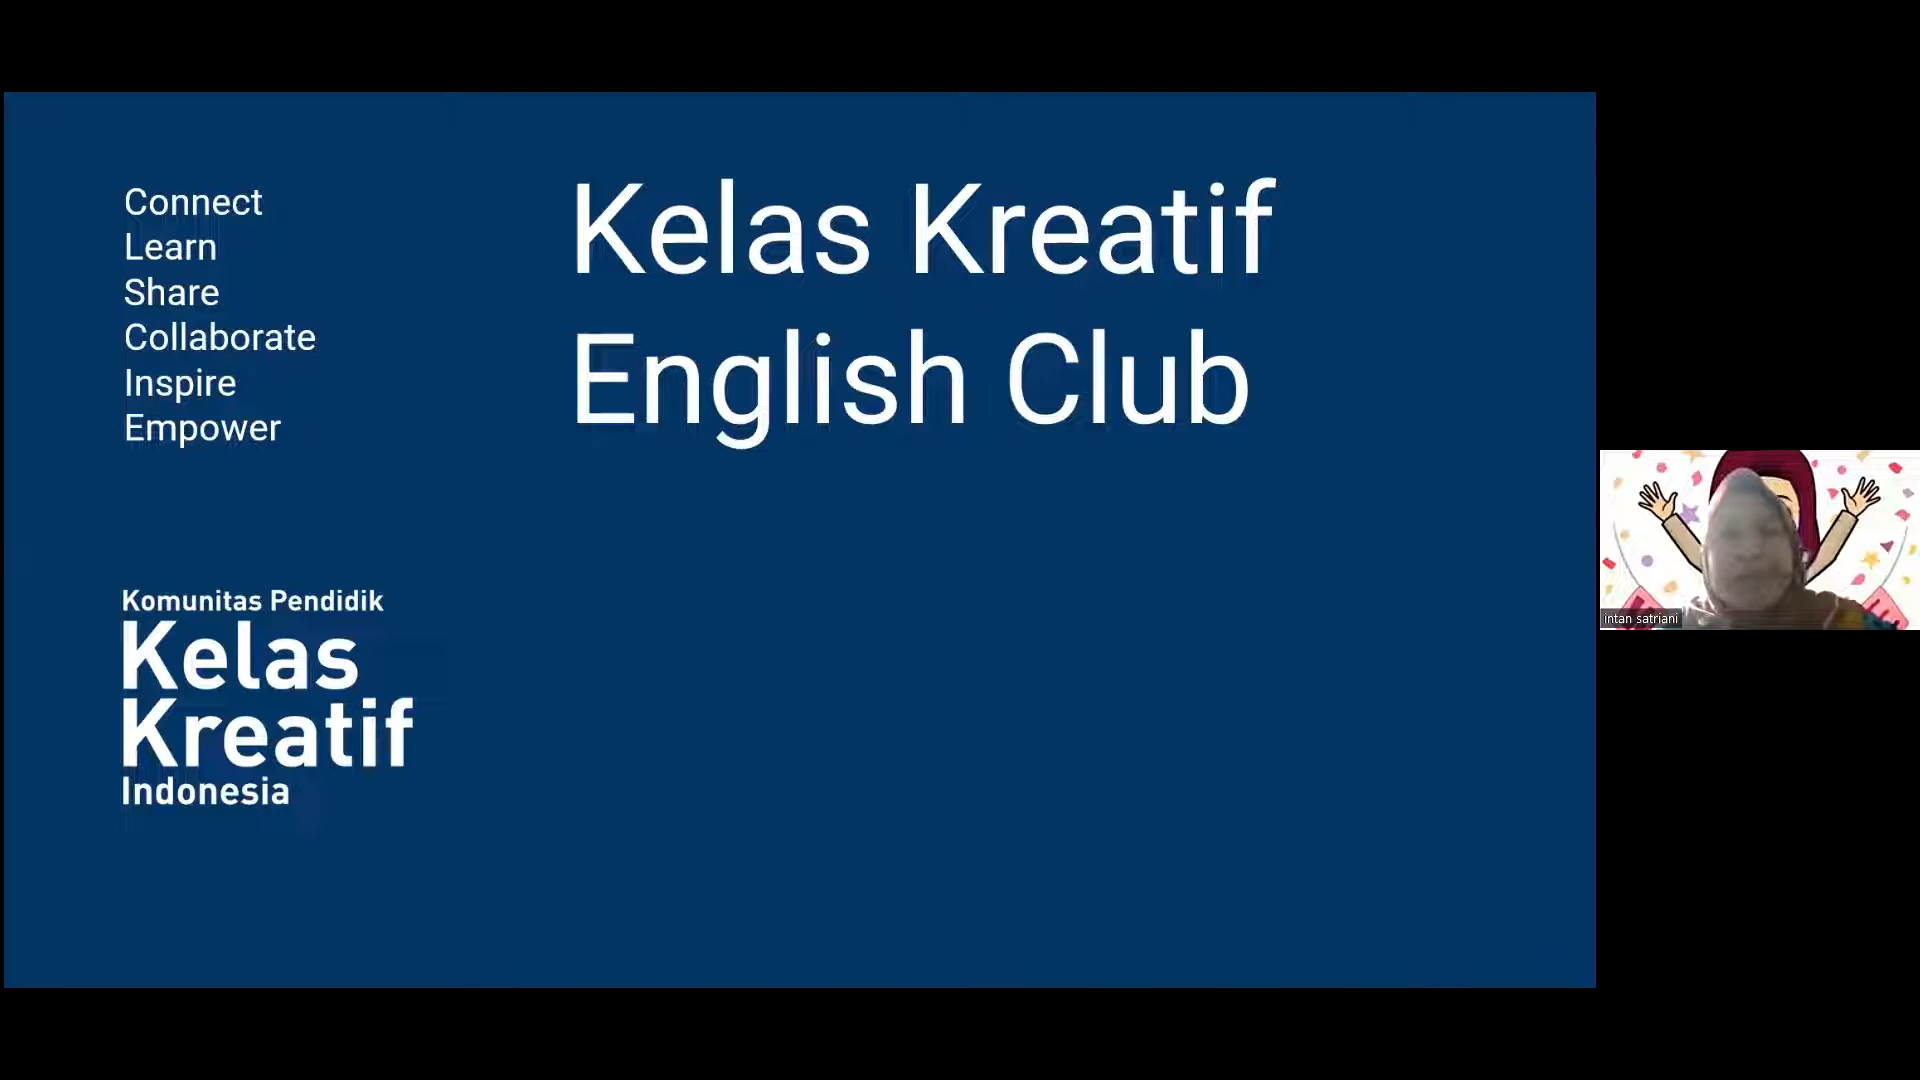 Connect
Learn
Share
Collaborate
Inspire
Empower
Kelas Kreatif
English Club
Komunitas Pendidik
Kelas
Kreatif
Indonesia
intan satriani